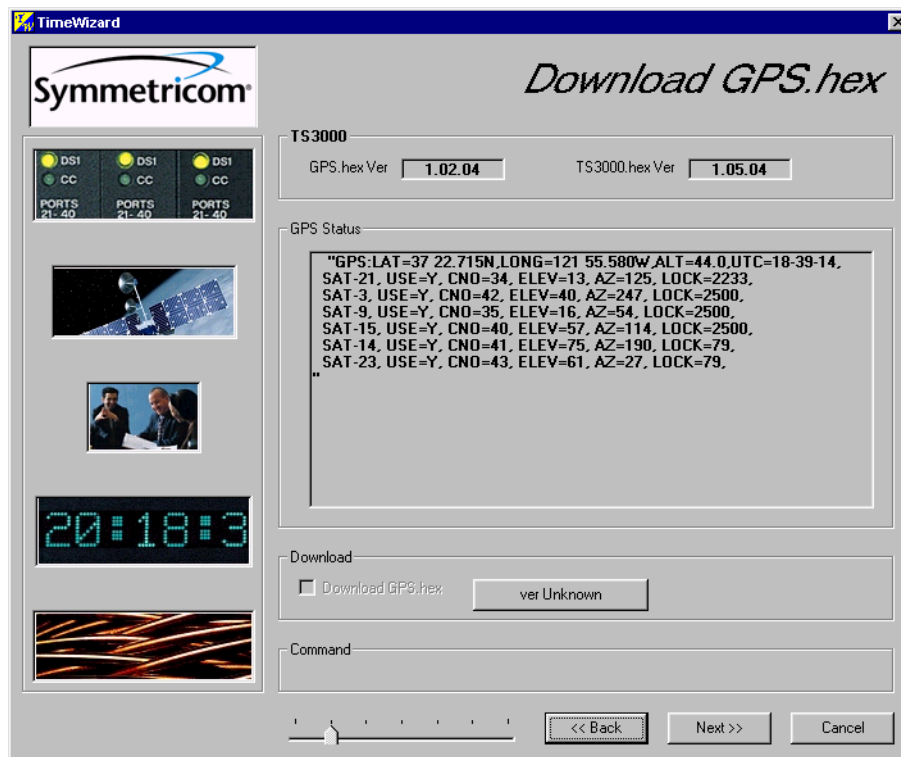 TimeWizard
Symmetricom
Download GPS.hex
DS1 DS1 DS1
CC CC CC
PORTS PORTS PORTS
21- 40 21- 40 21- 40
20:18:3
TS3000
GPS.hex Ver 1.02.04 TS3000.hex Ver 1.05.04
GPS Status
"GPS:LAT=37 22.715N,LONG=121 55.580W,ALT=44.0,UTC=18-39-14,
SAT-21, USE=Y, CNO=34, ELEV=13, AZ=125, LOCK=2233,
SAT-3, USE=Y, CNO=42, ELEV=40, AZ=247, LOCK=2500,
SAT-9, USE=Y, CNO=35, ELEV=16, AZ=54, LOCK=2500,
SAT-15, USE=Y, CNO=40, ELEV=57, AZ=114, LOCK=2500,
SAT-14, USE=Y, CNO=41, ELEV=75, AZ=190, LOCK=79,
SAT-23, USE=Y, CNO=43, ELEV=61, AZ=27, LOCK=79,
"
Download
Download GPS.hex ver Unknown
Command
<< Back Next >> Cancel